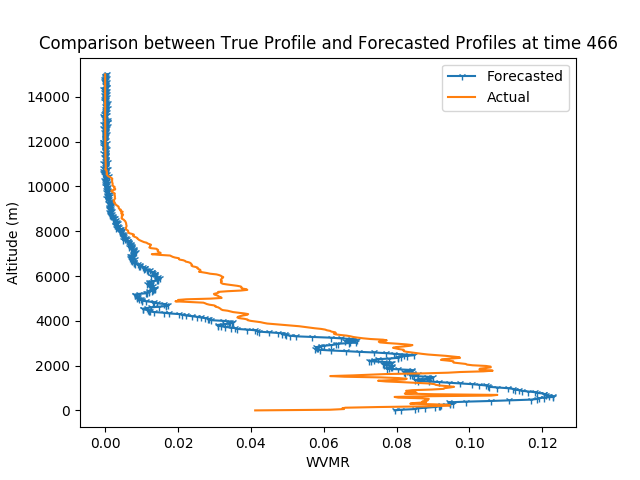 Comparison between True Profile and Forecasted Profiles at time 466
Forecasted
Actual
14000
12000
10000
8000
6000
4000
2000
0
Altitude (m)
0.00 0.02 0.04 0.06 0.08 0.10 0.12
WVMR